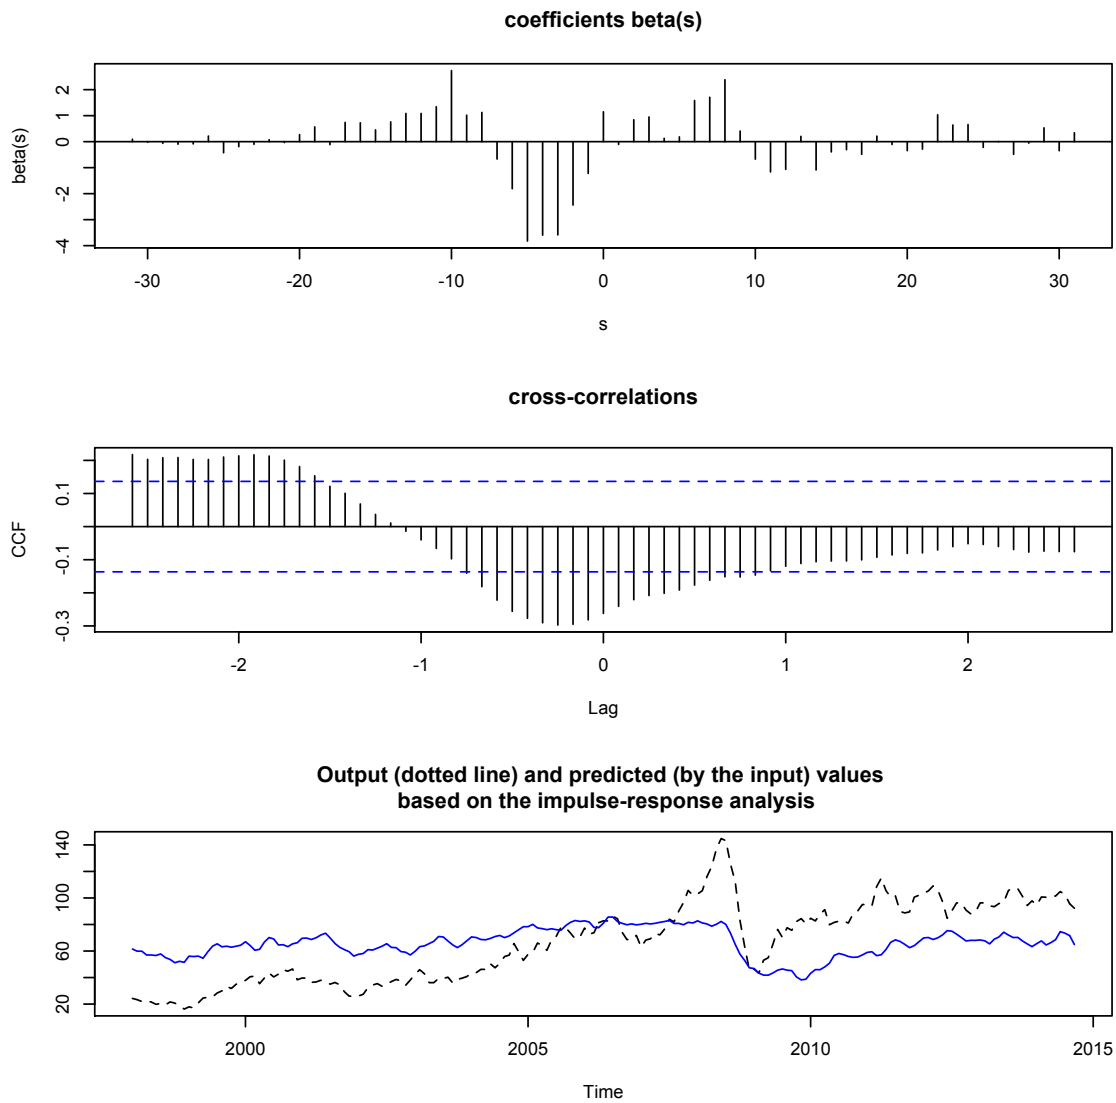 coefficients beta(s)
beta(s)
2
1
0
-2
-4
-30 -20 -10 0 10 20 30
s
cross-correlations
CCF
0.1
-0.1
-0.3
-2 -1 0 1 2
Lag
Output (dotted line) and predicted (by the input) values
based on the impulse-response analysis
140
100
60
20
2000 2005 2010 2015
Time